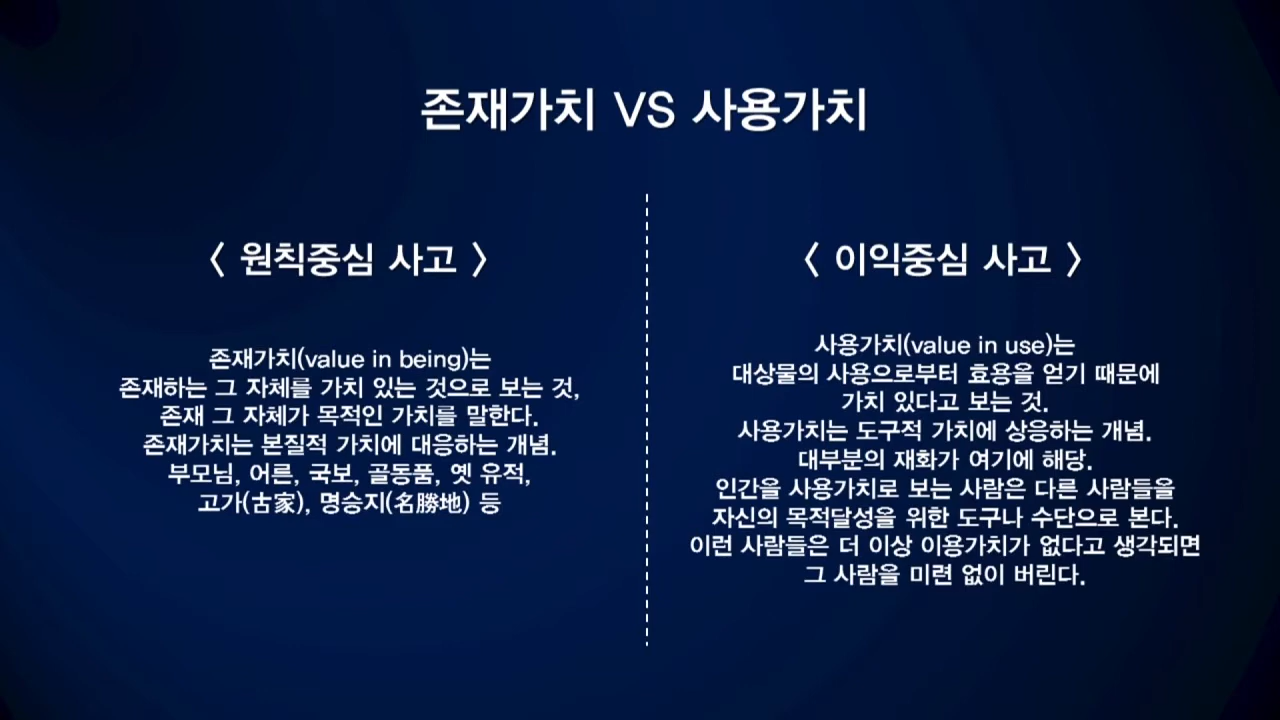 존재가치 VS 사용가치
〈 원칙중심 사고 〉
존재가치(value in being)는
존재하는 그 자체를 가치 있는 것으로 보는 것,
존재 그 자체가 목적인 가치를 말한다.
존재가치는 본질적 가치에 대응하는 개념.
부모님, 어른, 국보, 골동품, 옛 유적,
고가(古家), 명승지(名勝地) 등
〈 이익중심 사고 〉
사용가치(value in use)는
대상물의 사용으로부터 효용을 얻기 때문에
가치 있다고 보는 것.
사용가치는 도구적 가치에 상응하는 개념.
대부분의 재화가 여기에 해당.
인간을 사용가치로 보는 사람은 다른 사람들을
자신의 목적달성을 위한 도구나 수단으로 본다.
이런 사람들은 더 이상 이용가치가 없다고 생각되면
그 사람을 미련 없이 버린다.